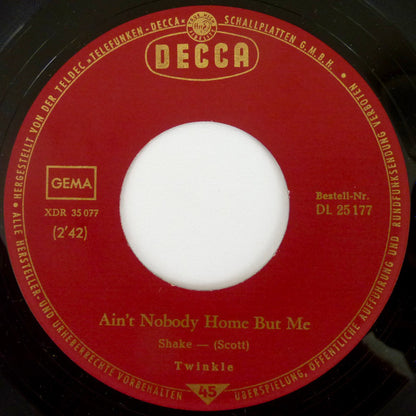 DECCA
HERGESTELLT VON DER TELDEC »TELEFUNKEN-DECCA« SCHALLPLATTEN G.M.B.H.
GEMA
XDR 35 077
(2'42)
Bestell-Nr.
DL 25 177
Ain't Nobody Home But Me
Shake — (Scott)
Twinkle
45
• ALLE HERSTELLER- UND URHEBERRECHTE VORBEHALTEN
ÜBERSPIELUNG, ÖFFENTLICHE AUFFÜHRUNG UND RUNDFUNKSENDUNG VERBOTEN